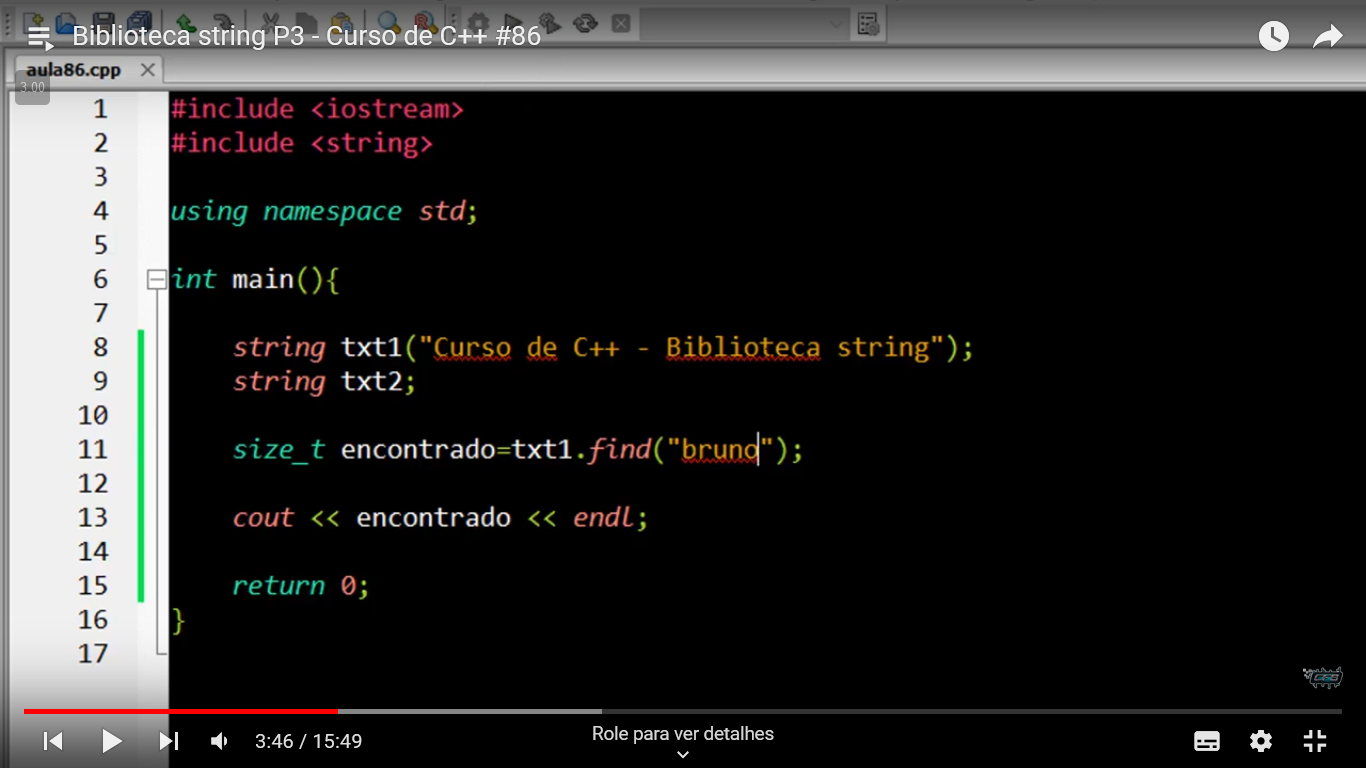 Biblioteca string P3 - Curso de C++ #86
aula86.cpp
3:00
1 #include <iostream>
2 #include <string>
3
4 using namespace std;
5
6 int main(){
7
8 string txt1("Curso de C++ - Biblioteca string");
9 string txt2;
10
11 size_t encontrado=txt1.find("bruno");
12
13 cout << encontrado << endl;
14
15 return 0;
16 }
17
CFB
Role para ver detalhes
3:46 / 15:49